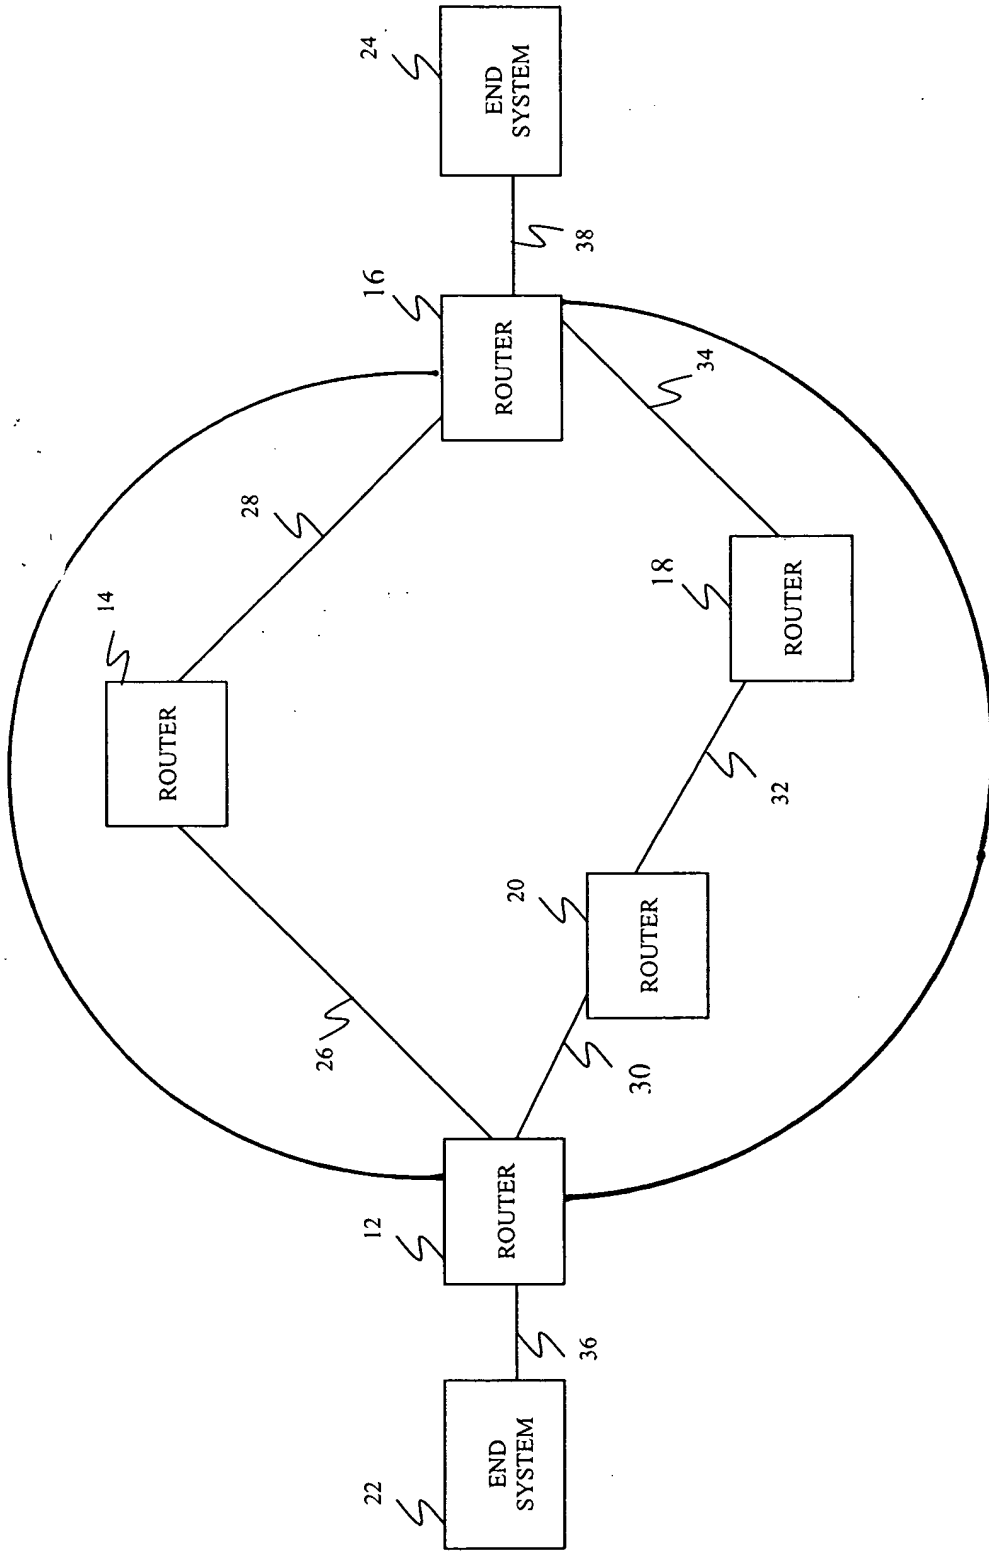 22
END
SYSTEM
36
12
ROUTER
26
30
14
ROUTER
20
ROUTER
32
28
18
ROUTER
34
16
ROUTER
38
24
END
SYSTEM